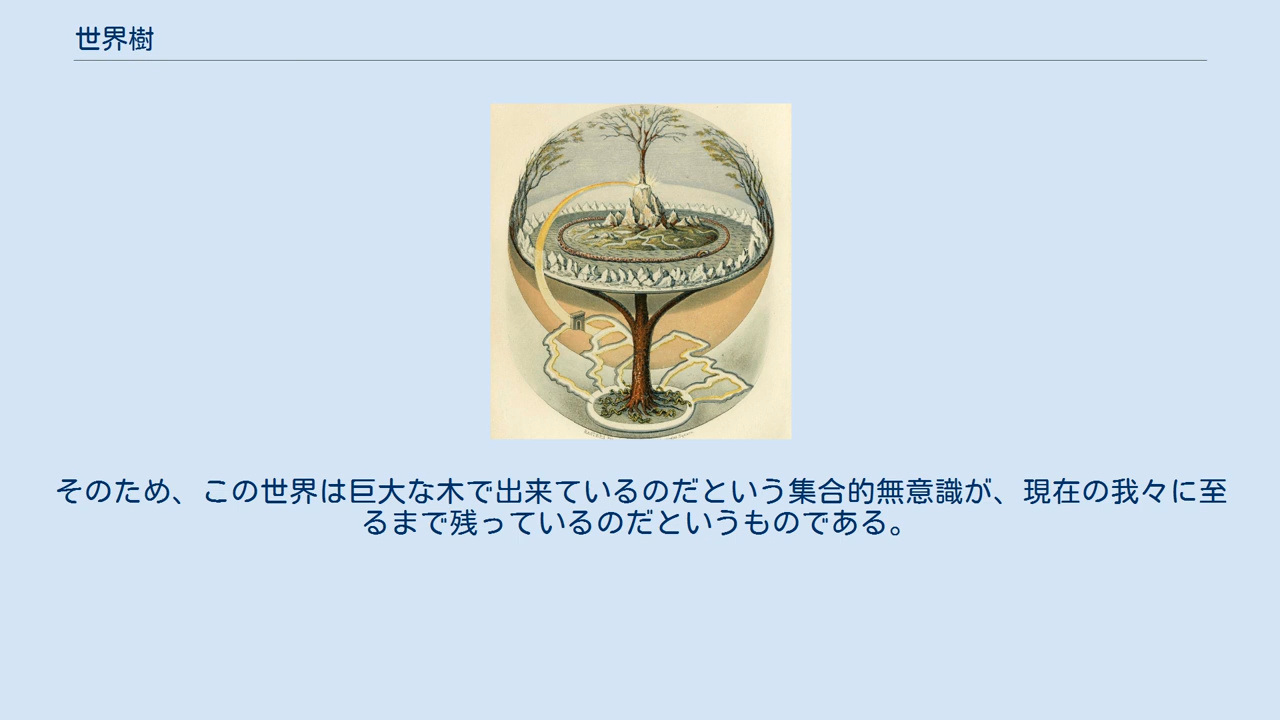 世界樹
そのため、この世界は巨大な木で出来ているのだという集合的無意識が、現在の我々に至
るまで残っているのだというものである。